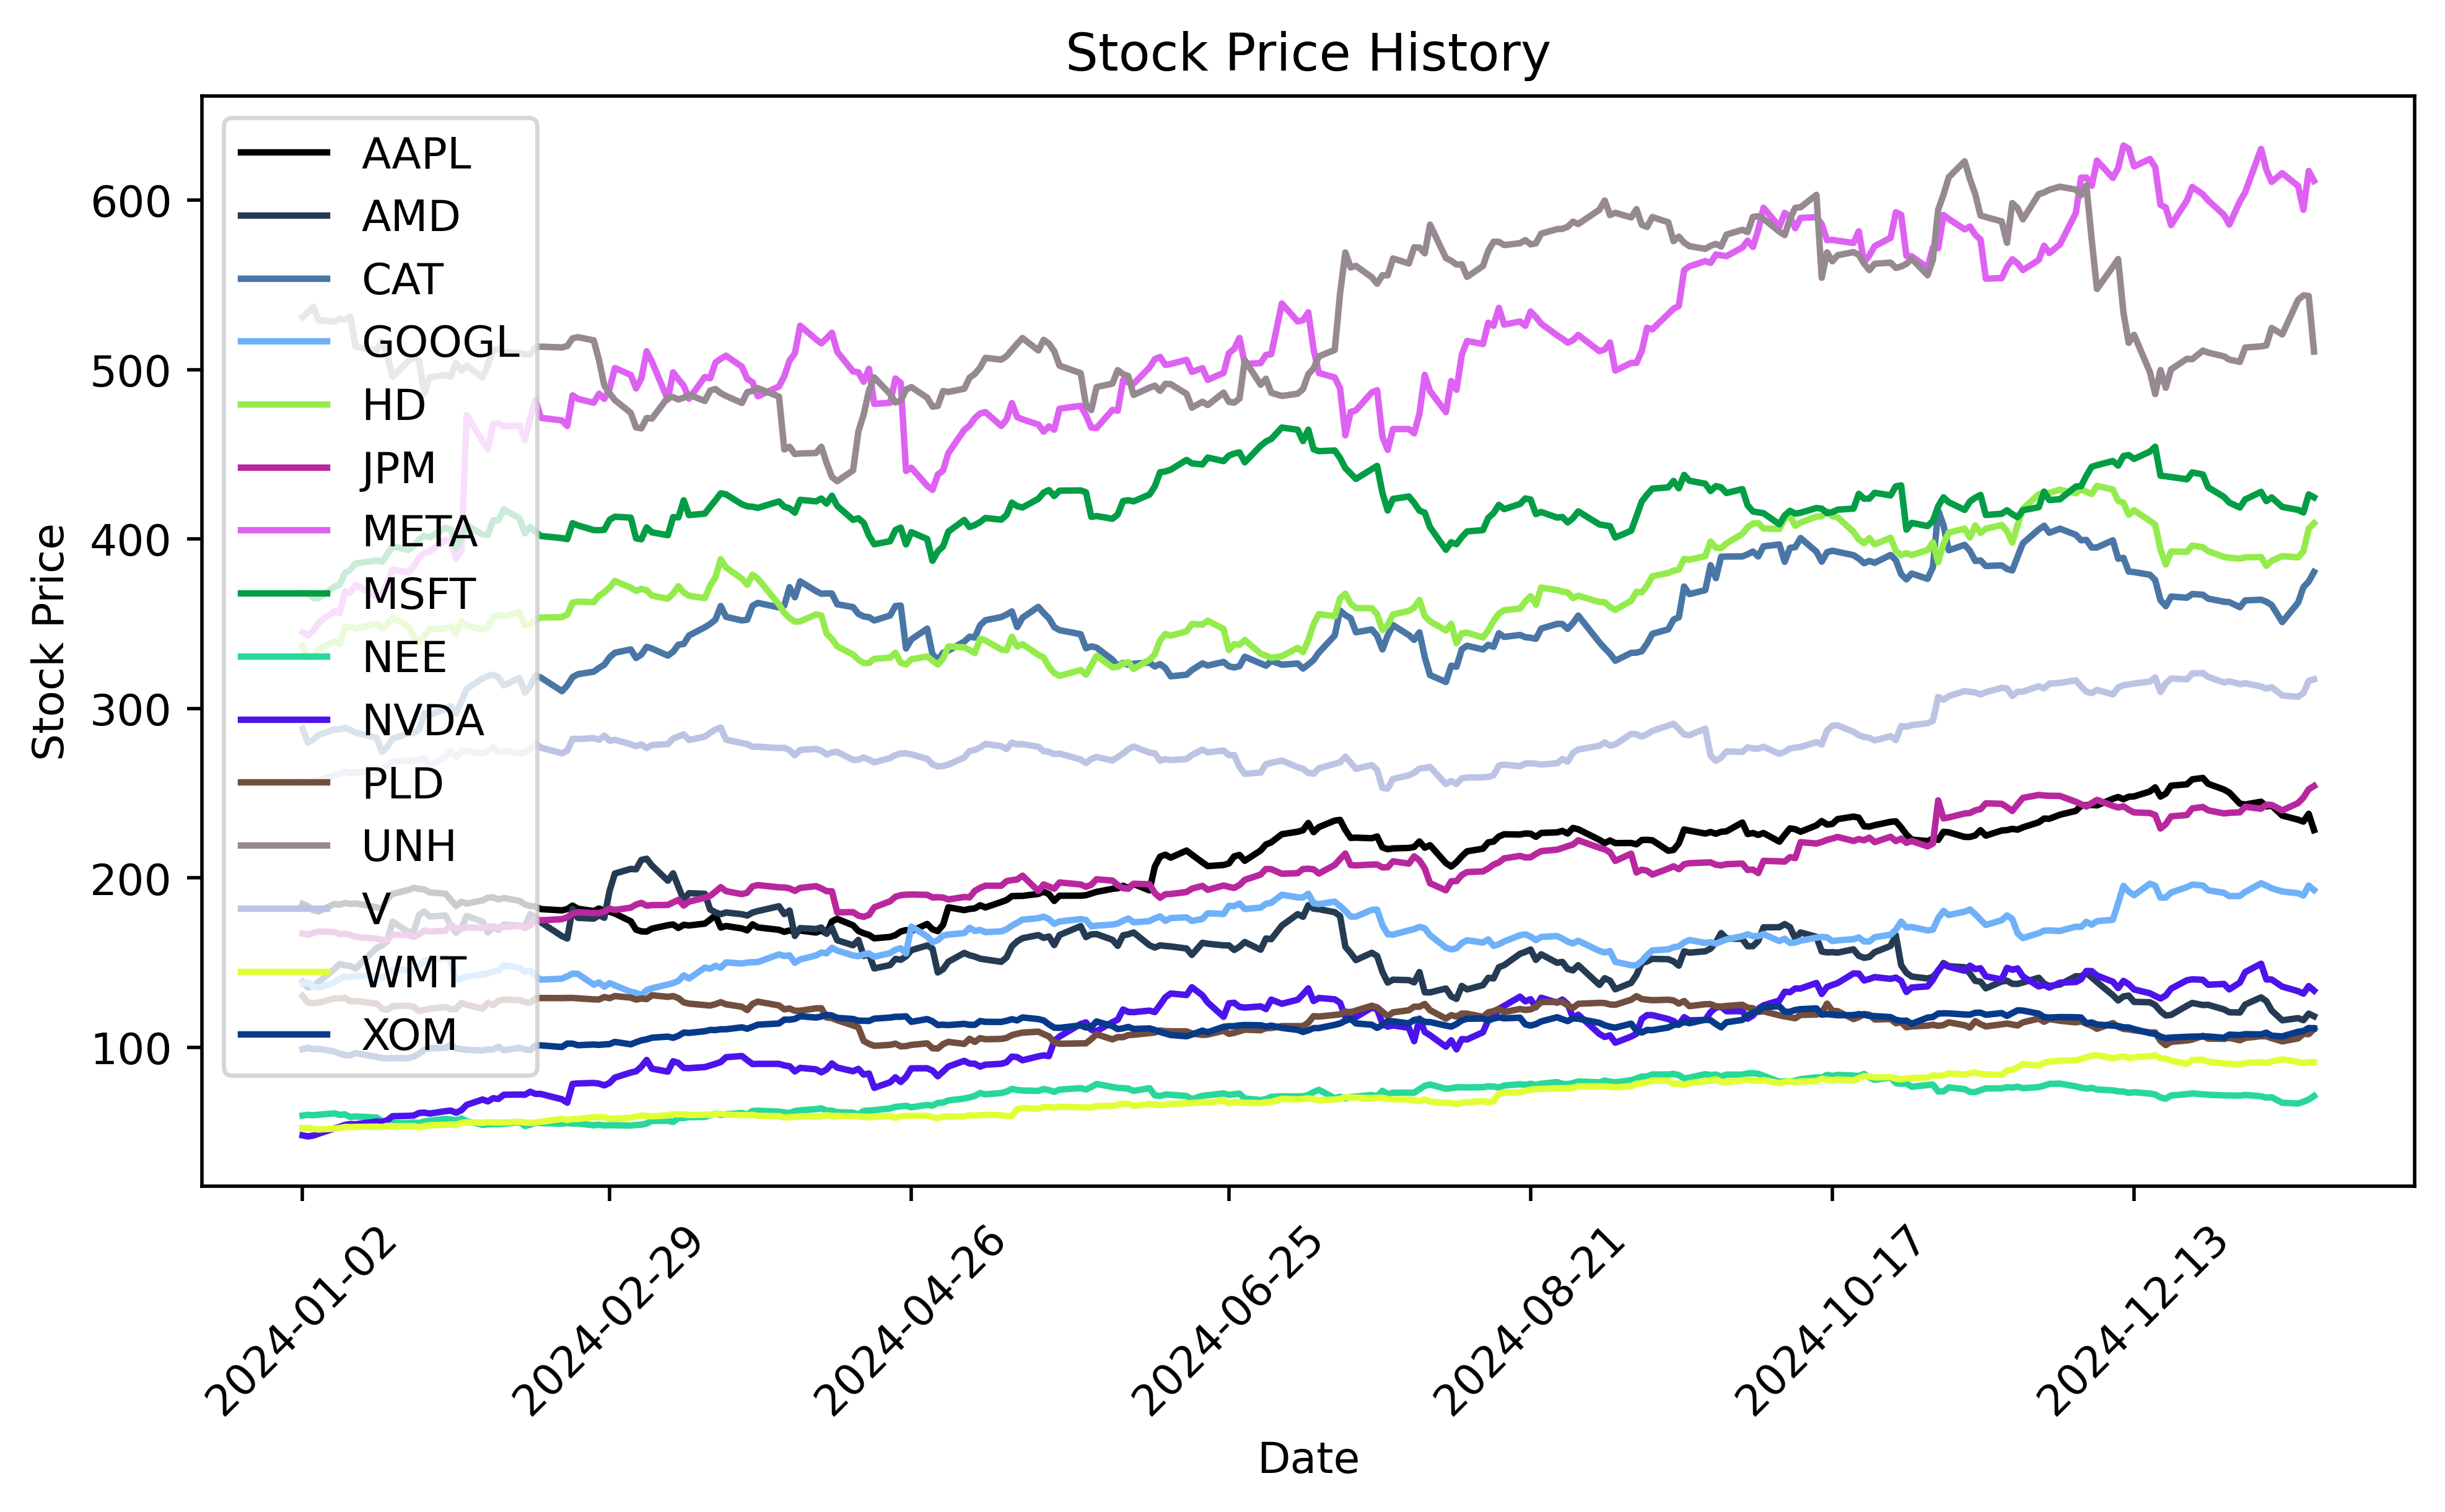 Stock Price History
Stock Price
600
500
400
300
200
100
AAPL
AMD
CAT
GOOGL
HD
JPM
META
MSFT
NEE
NVDA
PLD
UNH
V
WMT
XOM
2024-01-02
2024-02-29
2024-04-26
2024-06-25
2024-08-21
2024-10-17
2024-12-13
Date